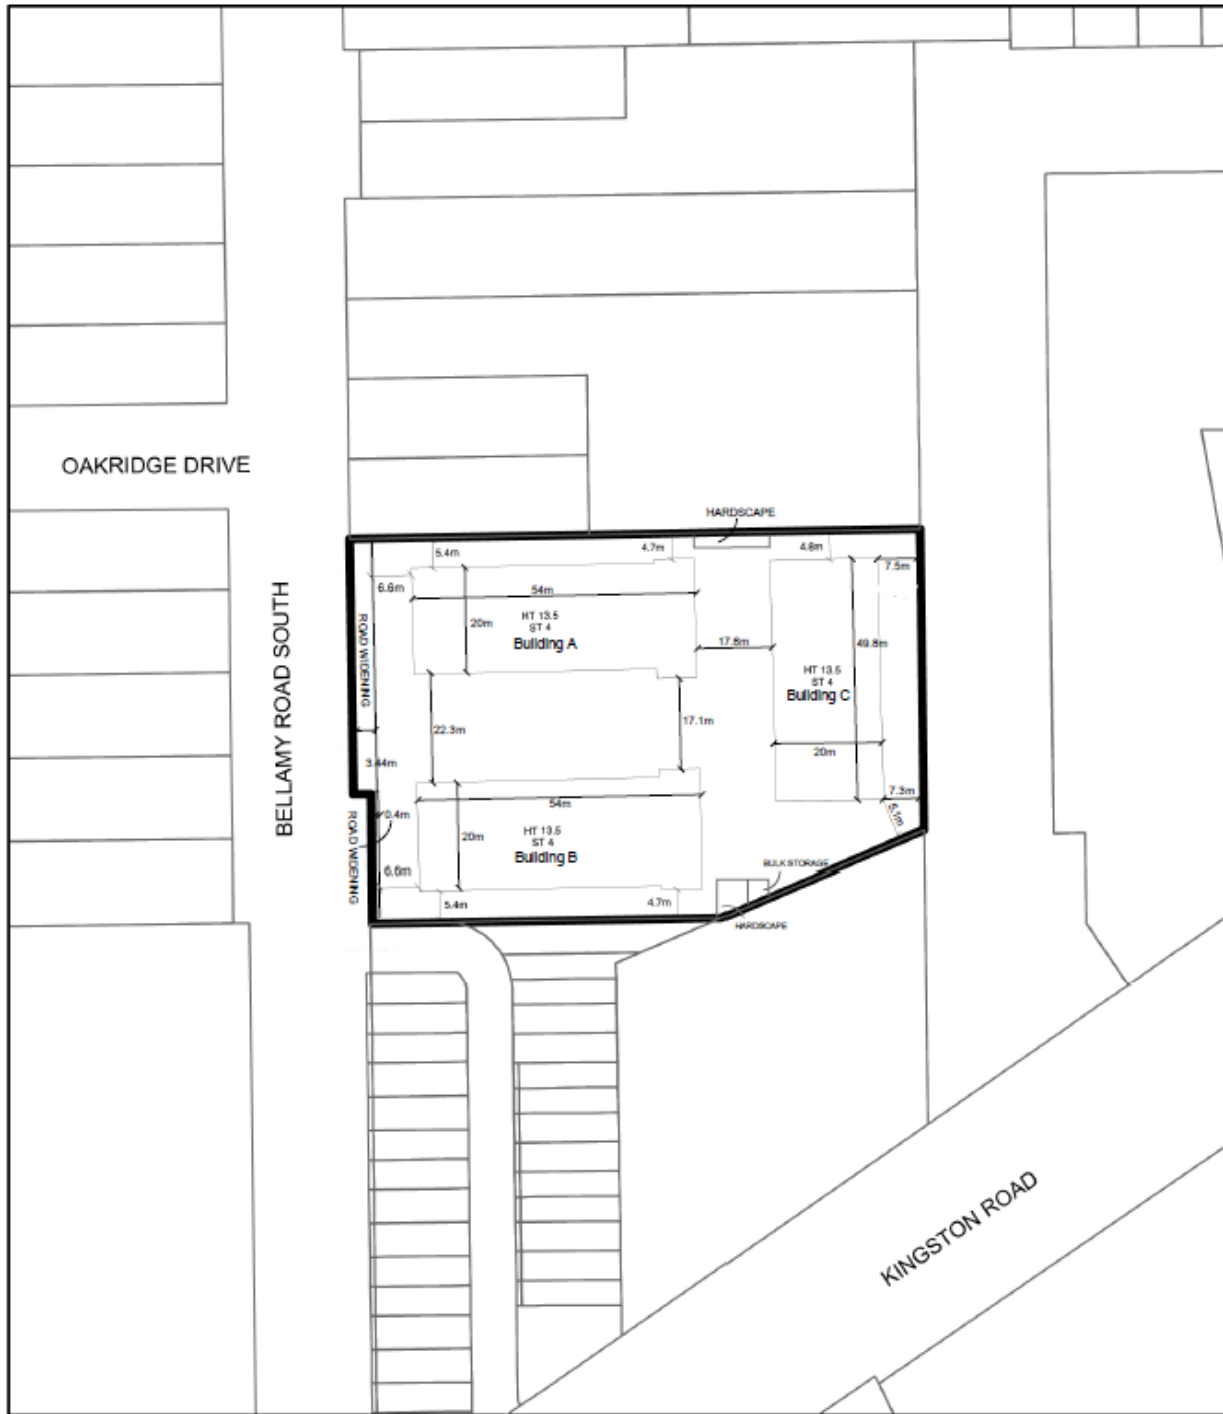 OAKRIDGE DRIVE
HARDSCAPE
5.4m
4.7m
4.8m
7.5m
6.6m
54m
20m
HT 13.5
ST 4
Building A
ROAD WIDENING
BELLAMY ROAD SOUTH
17.8m
49.8m
HT 13.5
ST 4
Building C
22.3m
17.1m
3.44m
20m
54m
7.3m
5.1m
0.4m
ROAD WIDENING
20m
HT 13.5
ST 4
Building B
6.6m
BULK STORAGE
5.4m
4.7m
HARDSCAPE
KINGSTON ROAD